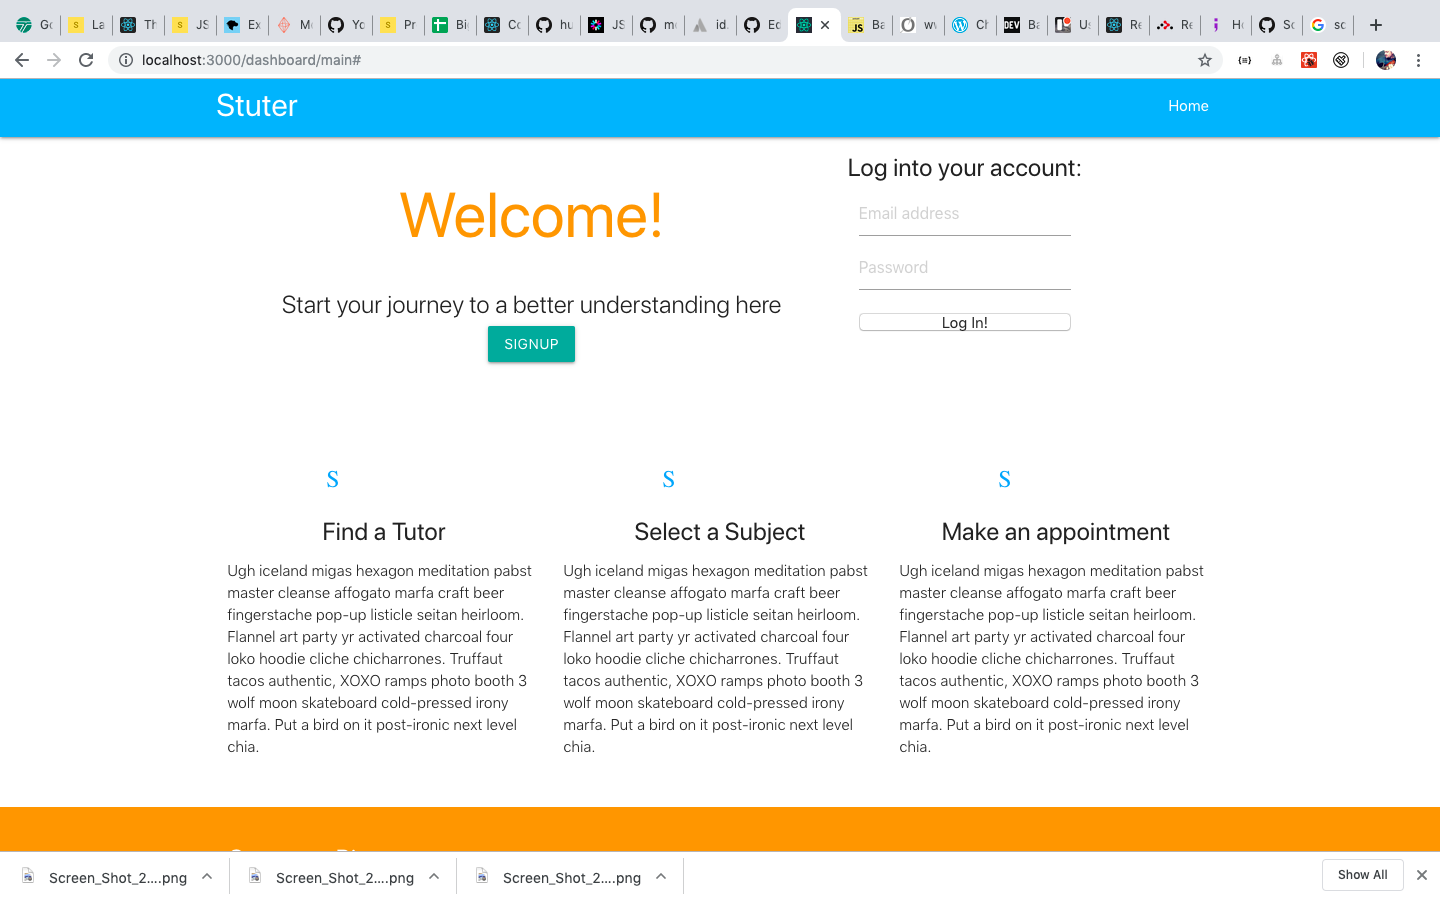 Go
La
Th
JS
Ex
Me
Yo
Pr
Big
Co
hu
JS
me
id.
Ed
Ba
wv
Ch
DEV
Ba
Us
Re
Re
Ho
Sc
sc
localhost:3000/dashboard/main#
Stuter
Home
Welcome!
Start your journey to a better understanding here
SIGNUP
Log into your account:
Email address
Password
Log In!
S
Find a Tutor
Ugh iceland migas hexagon meditation pabst
master cleanse affogato marfa craft beer
fingerstache pop-up listicle seitan heirloom.
Flannel art party yr activated charcoal four
loko hoodie cliche chicharrones. Truffaut
tacos authentic, XOXO ramps photo booth 3
wolf moon skateboard cold-pressed irony
marfa. Put a bird on it post-ironic next level
chia.
S
Select a Subject
Ugh iceland migas hexagon meditation pabst
master cleanse affogato marfa craft beer
fingerstache pop-up listicle seitan heirloom.
Flannel art party yr activated charcoal four
loko hoodie cliche chicharrones. Truffaut
tacos authentic, XOXO ramps photo booth 3
wolf moon skateboard cold-pressed irony
marfa. Put a bird on it post-ironic next level
chia.
S
Make an appointment
Ugh iceland migas hexagon meditation pabst
master cleanse affogato marfa craft beer
fingerstache pop-up listicle seitan heirloom.
Flannel art party yr activated charcoal four
loko hoodie cliche chicharrones. Truffaut
tacos authentic, XOXO ramps photo booth 3
wolf moon skateboard cold-pressed irony
marfa. Put a bird on it post-ironic next level
chia.
Screen_Shot_2....png
Screen_Shot_2....png
Screen_Shot_2....png
Show All